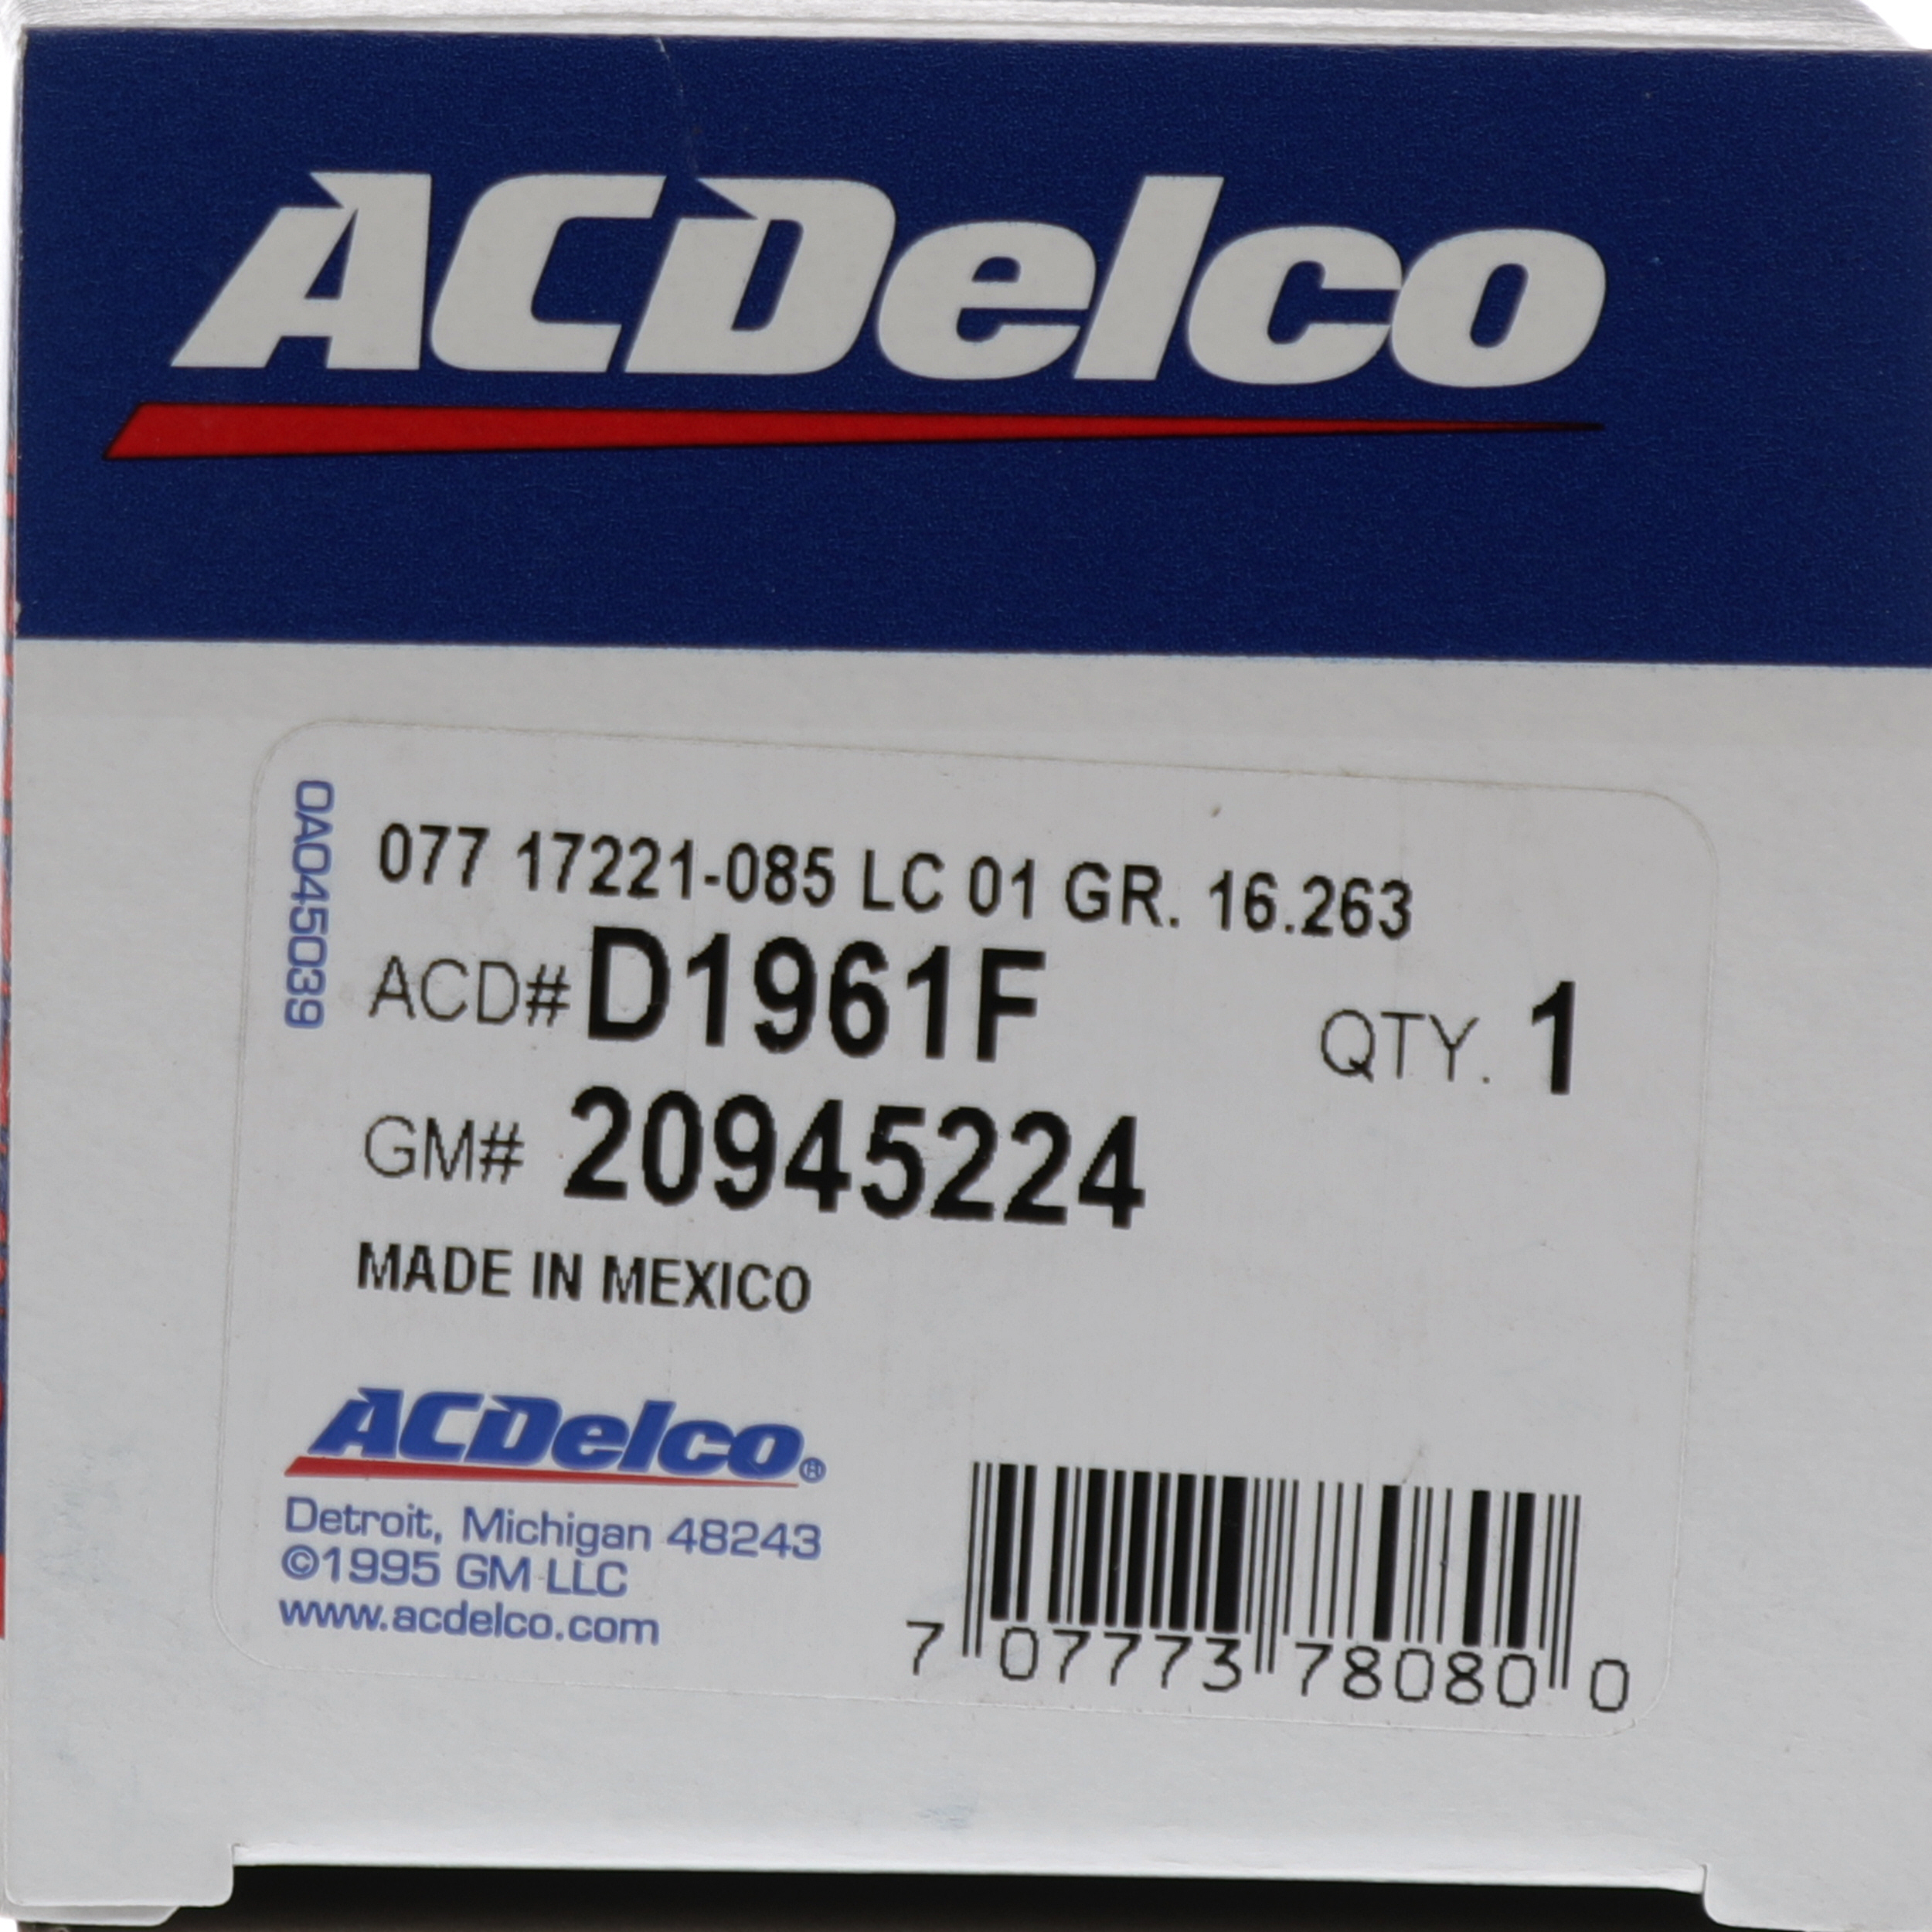 ACDelco
0A045039
077 17221-085 LC 01 GR. 16.263
ACD# D1961F QTY. 1
GM# 20945224
MADE IN MEXICO
ACDelco®
Detroit, Michigan 48243
©1995 GM LLC
www.acdelco.com
7 07773 78080 0